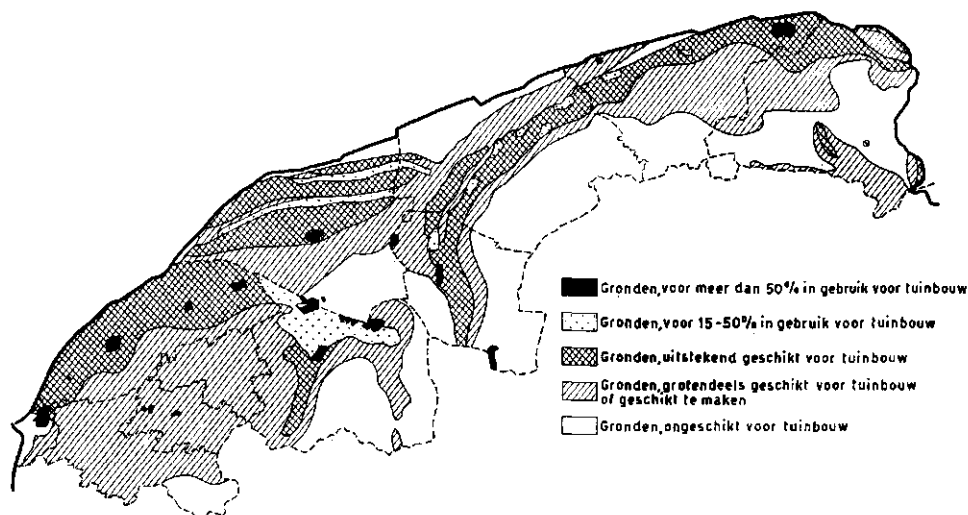 Gronden, voor meer dan 50% in gebruik voor tuinbouw
Gronden, voor 15-50% in gebruik voor tuinbouw
Gronden, uitstekend geschikt voor tuinbouw
Gronden, grotendeels geschikt voor tuinbouw
of geschikt te maken
Gronden, ongeschikt voor tuinbouw